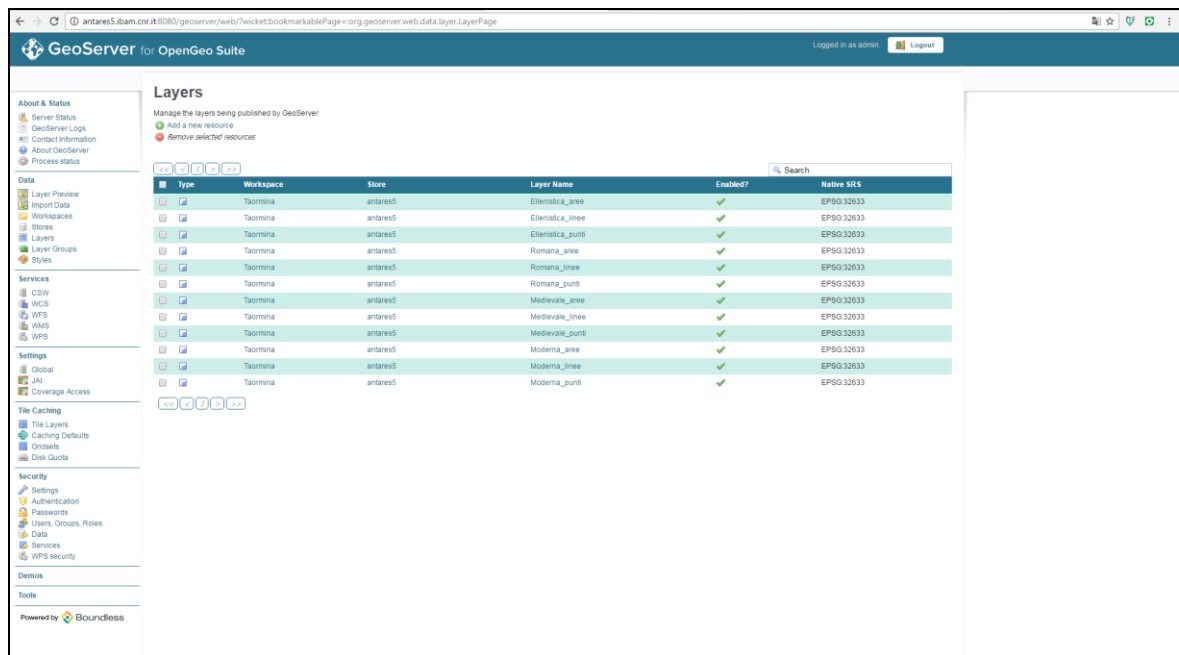 antares5.ibam.cnr.it:8080/geoserver/web/?wicket:bookmarkablePage=:org.geoserver.web.data.layer.LayerPage
GeoServer for OpenGeo Suite
Logged in as admin.
Logout
About & Status
Server Status
GeoServer Logs
Contact Information
About GeoServer
Process status
Data
Layer Preview
Import Data
Workspaces
Stores
Layers
Layer Groups
Styles
Services
CSW
WCS
WFS
WMS
WPS
Settings
Global
JAI
Coverage Access
Tile Caching
Tile Layers
Caching Defaults
Gridsets
Disk Quota
Security
Settings
Authentication
Passwords
Users, Groups, Roles
Data
Services
WPS security
Demos
Tools
Powered by Boundless
Layers
Manage the layers being published by GeoServer
Add a new resource
Remove selected resources
<< < 1 > >>
Search
Type Workspace Store Layer Name Enabled? Native SRS
Taormina antares5 Ellenistica_aree EPSG:32633
Taormina antares5 Ellenistica_linee EPSG:32633
Taormina antares5 Ellenistica_punti EPSG:32633
Taormina antares5 Romana_aree EPSG:32633
Taormina antares5 Romana_linee EPSG:32633
Taormina antares5 Romana_punti EPSG:32633
Taormina antares5 Medievale_aree EPSG:32633
Taormina antares5 Medievale_linee EPSG:32633
Taormina antares5 Medievale_punti EPSG:32633
Taormina antares5 Moderna_aree EPSG:32633
Taormina antares5 Moderna_linee EPSG:32633
Taormina antares5 Moderna_punti EPSG:32633
<< < 1 > >>